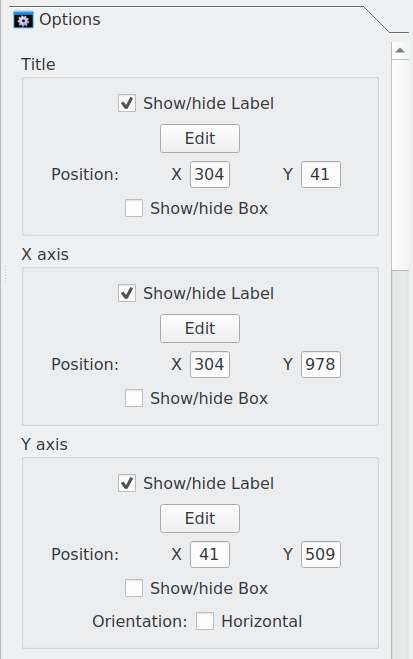 Options
Title
Show/hide Label
Edit
Position: X 304 Y 41
Show/hide Box
X axis
Show/hide Label
Edit
Position: X 304 Y 978
Show/hide Box
Y axis
Show/hide Label
Edit
Position: X 41 Y 509
Show/hide Box
Orientation: Horizontal